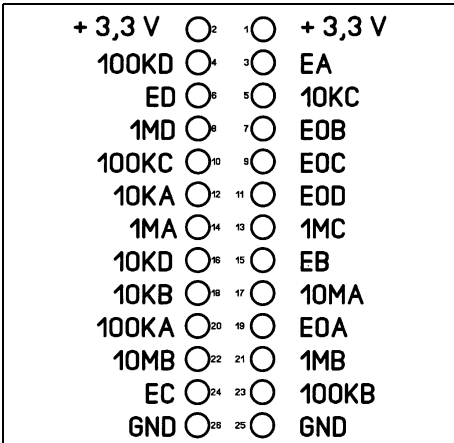 + 3,3 V 2 1 + 3,3 V
100KD 4 3 EA
ED 6 5 10KC
1MD 8 7 E0B
100KC 10 9 E0C
10KA 12 11 E0D
1MA 14 13 1MC
10KD 16 15 EB
10KB 18 17 10MA
100KA 20 19 E0A
10MB 22 21 1MB
EC 24 23 100KB
GND 26 25 GND